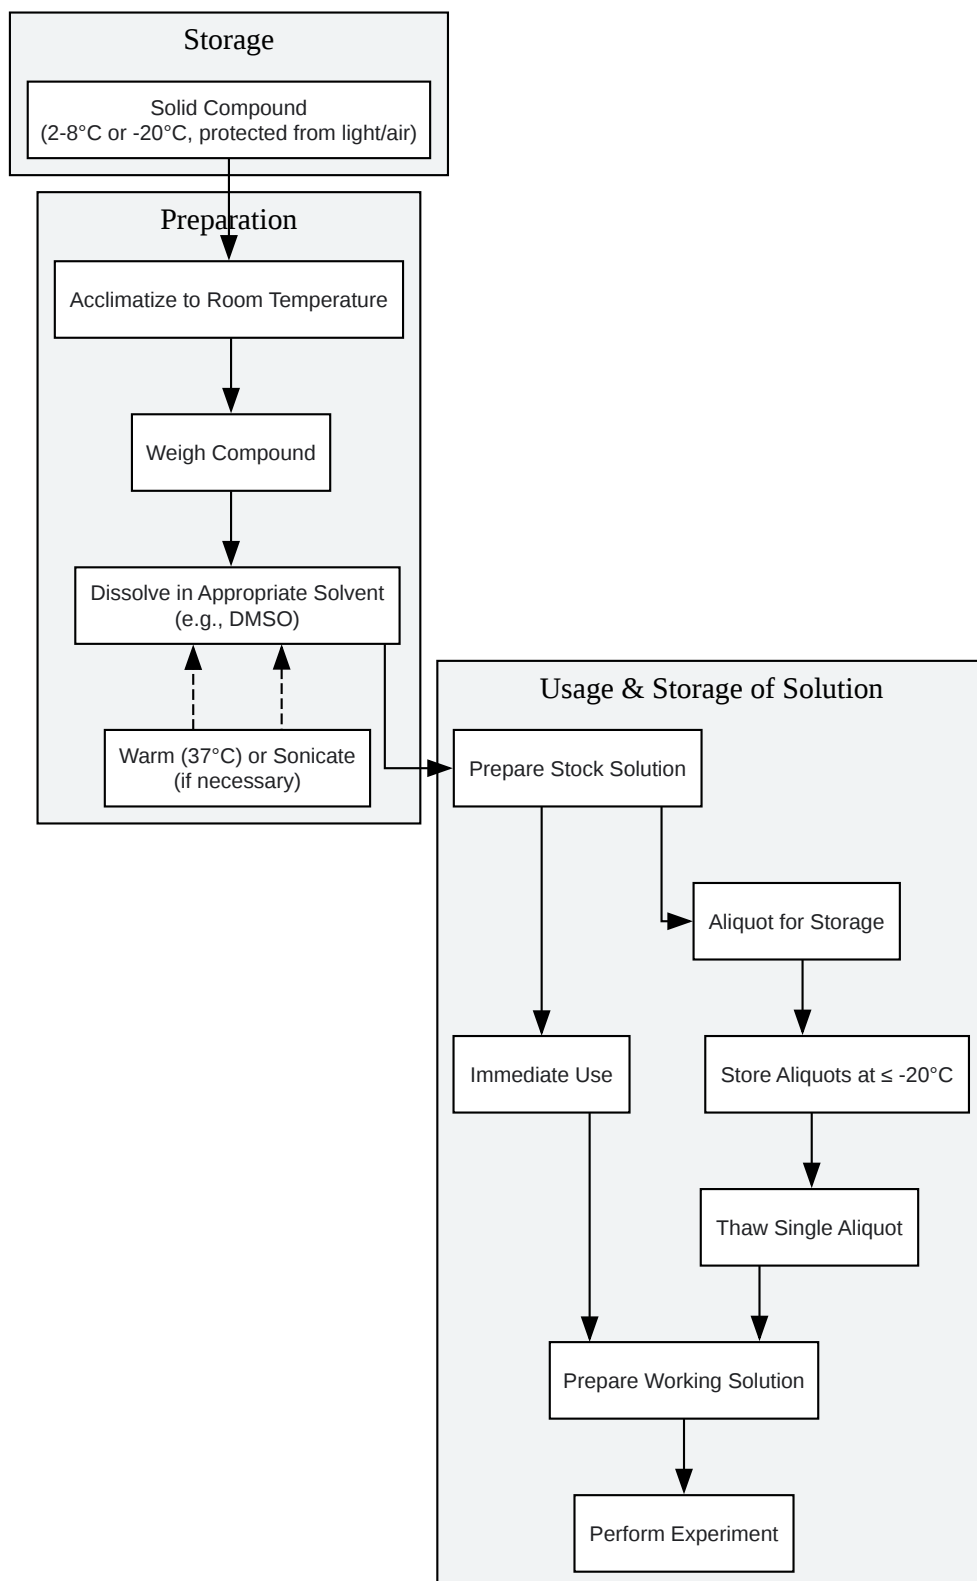 Storage
Solid Compound
(2-8°C or -20°C, protected from light/air)
Preparation
Acclimatize to Room Temperature
Weigh Compound
Dissolve in Appropriate Solvent
(e.g., DMSO)
Warm (37°C) or Sonicate
(if necessary)
Usage & Storage of Solution
Prepare Stock Solution
Aliquot for Storage
Immediate Use
Store Aliquots at ≤ -20°C
Thaw Single Aliquot
Prepare Working Solution
Perform Experiment